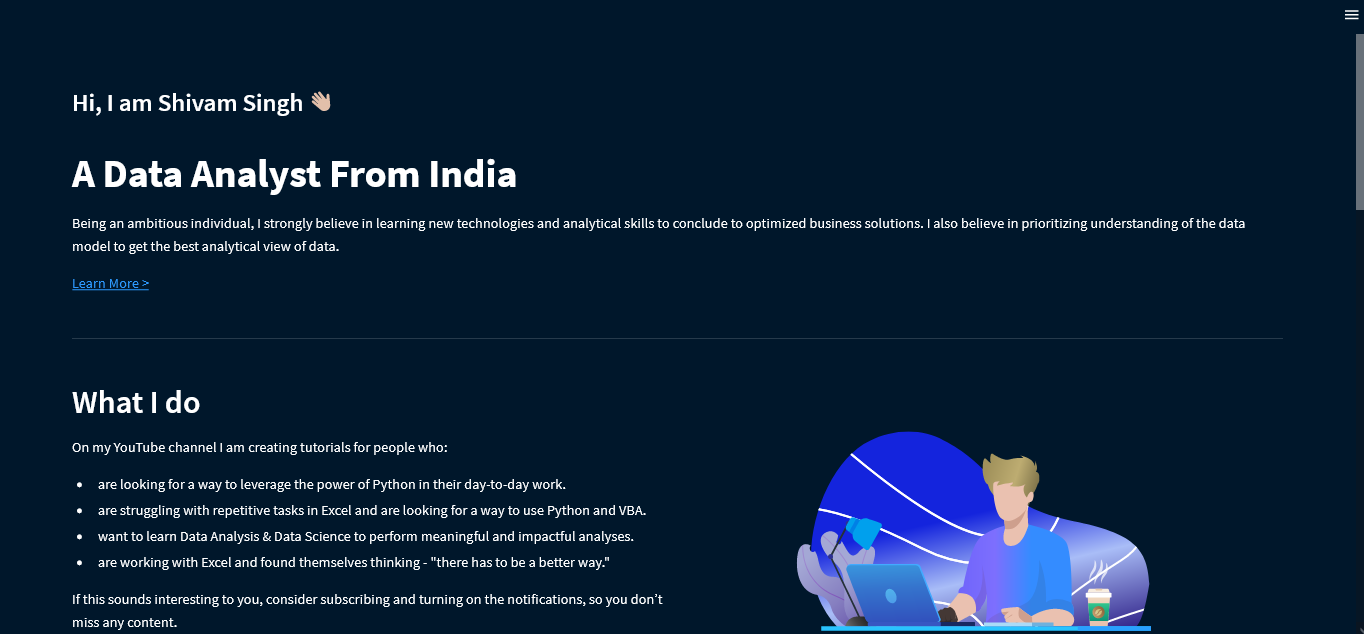 Hi, I am Shivam Singh 👋🏼
A Data Analyst From India
Being an ambitious individual, I strongly believe in learning new technologies and analytical skills to conclude to optimized business solutions. I also believe in prioritizing understanding of the data
model to get the best analytical view of data.
Learn More >
What I do
On my YouTube channel I am creating tutorials for people who:
• are looking for a way to leverage the power of Python in their day-to-day work.
• are struggling with repetitive tasks in Excel and are looking for a way to use Python and VBA.
• want to learn Data Analysis & Data Science to perform meaningful and impactful analyses.
• are working with Excel and found themselves thinking - "there has to be a better way."
If this sounds interesting to you, consider subscribing and turning on the notifications, so you don’t
miss any content.